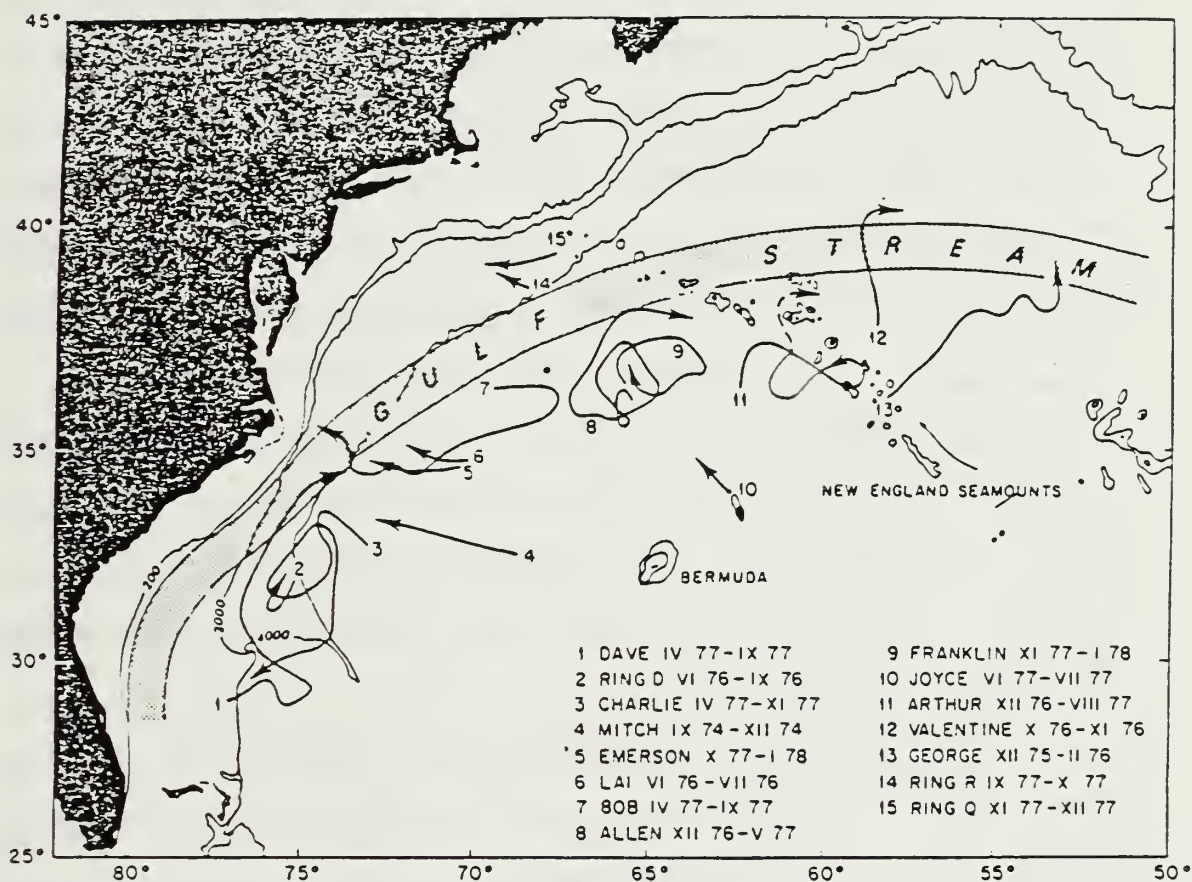 45°
40°
35°
30°
25°
80°
75°
70°
65°
60°
55°
50°
GULF STREAM
15
14
12
13
11
10
9
8
7
6
5
4
3
2
1
200
2000
4000
NEW ENGLAND SEAMOUNTS
BERMUDA
1 DAVE IV 77-IX 77
2 RING D VI 76-IX 76
3 CHARLIE IV 77-XI 77
4 MITCH IX 74-XII 74
5 EMERSON X 77-I 78
6 LAI VI 76-VII 76
7 BOB IV 77-IX 77
8 ALLEN XII 76-V 77
9 FRANKLIN XI 77-I 78
10 JOYCE VI 77-VII 77
11 ARTHUR XII 76-VIII 77
12 VALENTINE X 76-XI 76
13 GEORGE XII 75-II 76
14 RING R IX 77-X 77
15 RING Q XI 77-XII 77